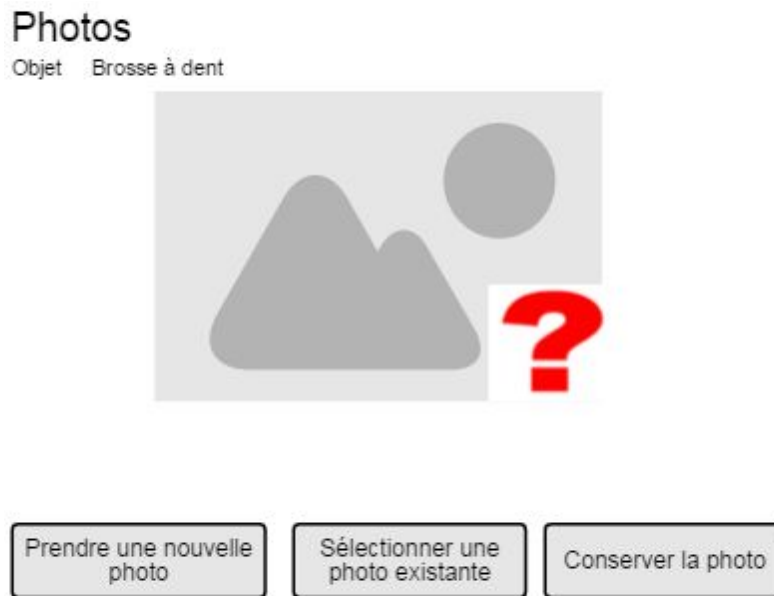 Photos
Objet Brosse à dent
?
Prendre une nouvelle
photo
Sélectionner une
photo existante
Conserver la photo